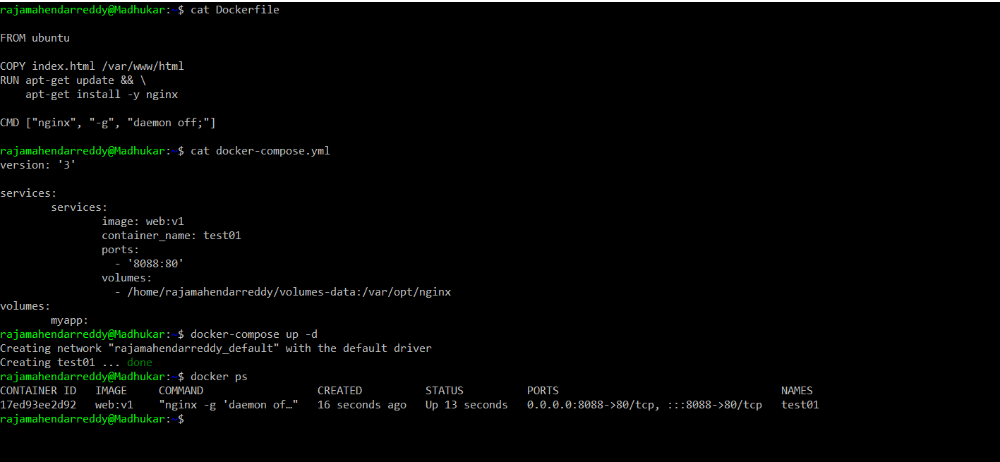 rajamahendarreddy@Madhukar:~$ cat Dockerfile
FROM ubuntu
COPY index.html /var/www/html
RUN apt-get update && \
    apt-get install -y nginx
CMD ["nginx", "-g", "daemon off;"]
rajamahendarreddy@Madhukar:~$ cat docker-compose.yml
version: '3'
services:
        services:
                image: web:v1
                container_name: test01
                ports:
                  - '8088:80'
                volumes:
                  - /home/rajamahendarreddy/volumes-data:/var/opt/nginx
volumes:
        myapp:
rajamahendarreddy@Madhukar:~$ docker-compose up -d
Creating network "rajamahendarreddy_default" with the default driver
Creating test01 ... done
rajamahendarreddy@Madhukar:~$ docker ps
CONTAINER ID   IMAGE     COMMAND                  CREATED          STATUS          PORTS                                   NAMES
17ed93ee2d92   web:v1    "nginx -g 'daemon of…"   16 seconds ago   Up 13 seconds   0.0.0.0:8088->80/tcp, :::8088->80/tcp   test01
rajamahendarreddy@Madhukar:~$